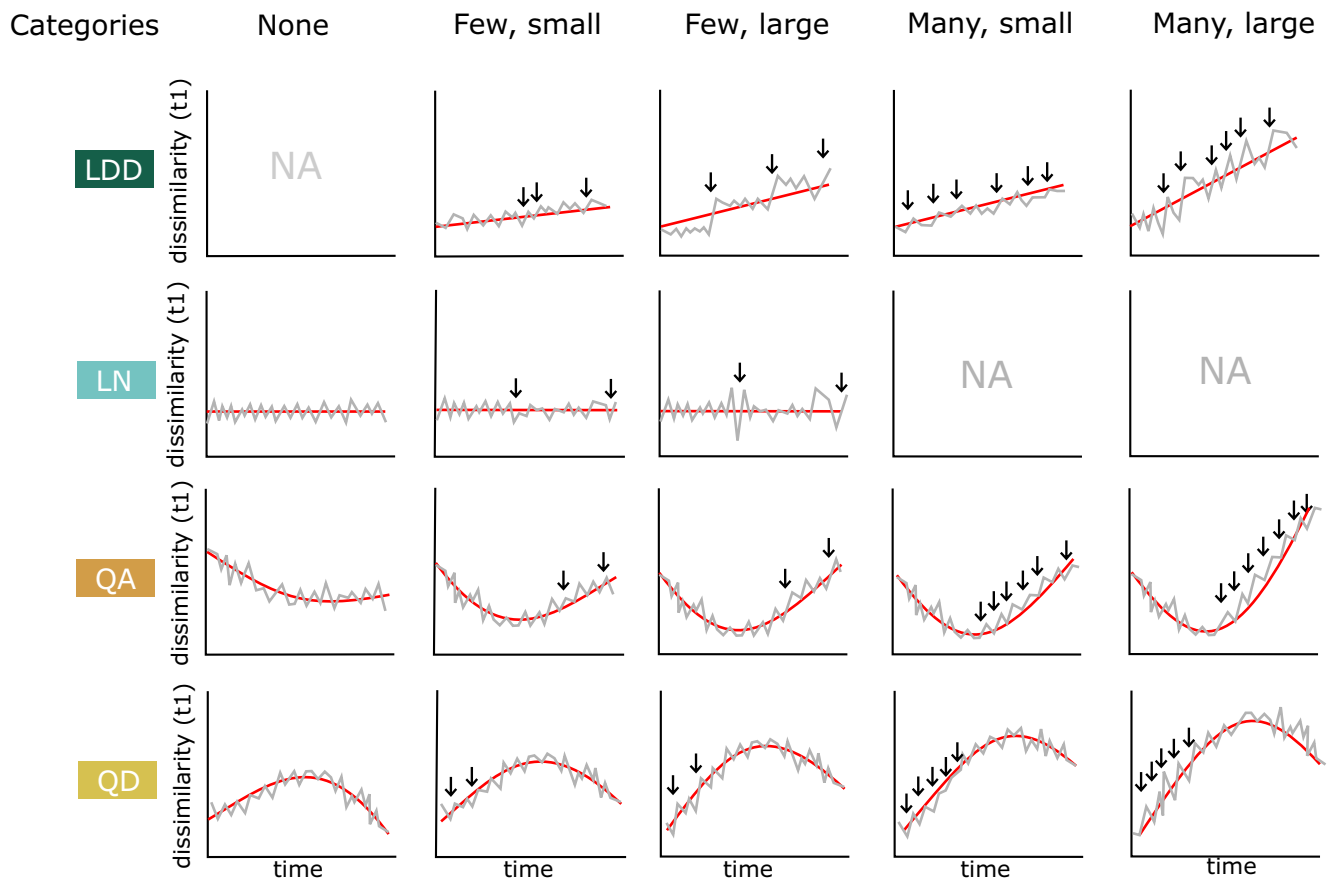 Categories None Few, small Few, large Many, small Many, large
dissimilarity (t1)
LDD
NA
dissimilarity (t1)
LN
NA
NA
dissimilarity (t1)
QA
dissimilarity (t1)
QD
time time time time time